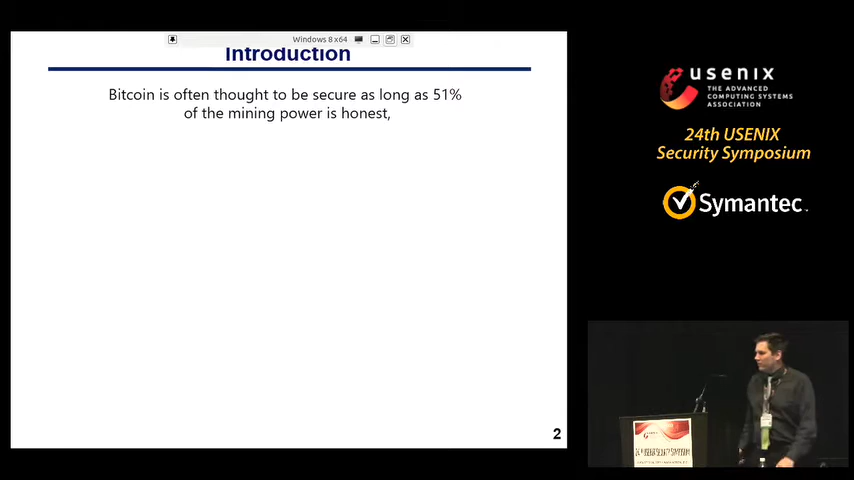 Windows 8 x64
Introduction
Bitcoin is often thought to be secure as long as 51%
of the mining power is honest,
2
usenix
THE ADVANCED
COMPUTING SYSTEMS
ASSOCIATION
24th USENIX
Security Symposium
Symantec.